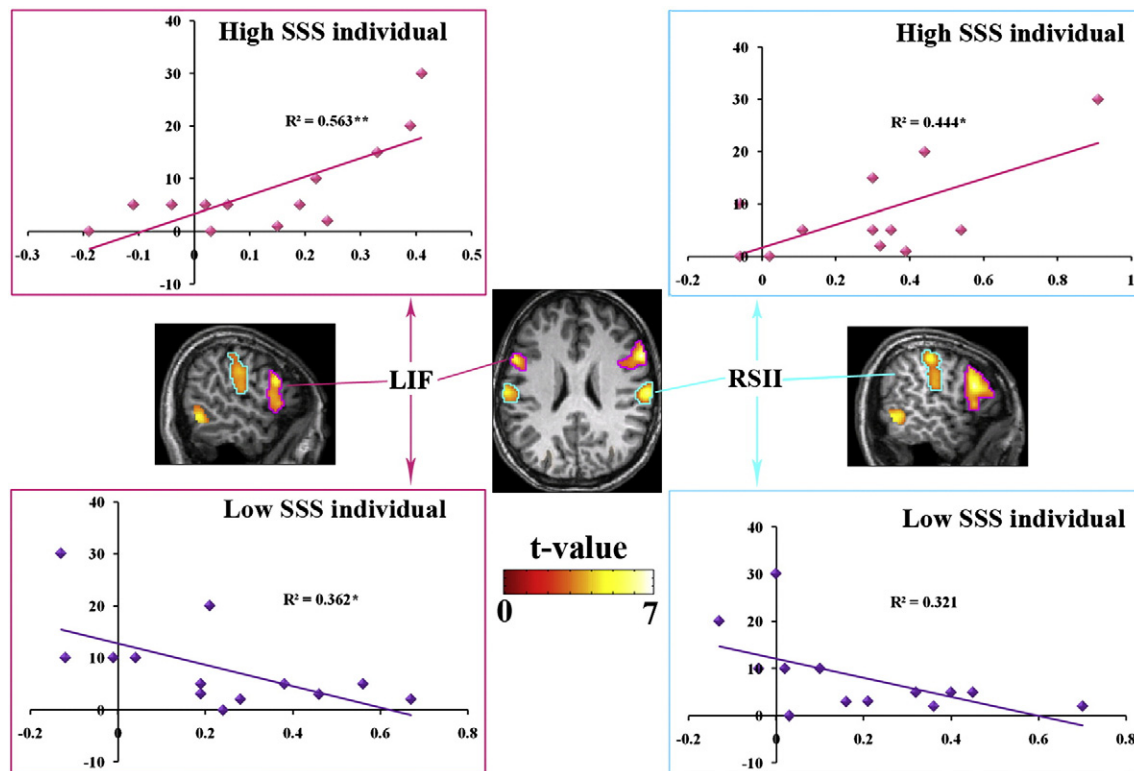 High SSS individual
40
30
20
10
0
-10
-0.3 -0.2 -0.1 0 0.1 0.2 0.3 0.4 0.5
R² = 0.563**
High SSS individual
40
30
20
10
0
-0.2 0 0.2 0.4 0.6 0.8 1
R² = 0.444*
LIF
RSII
Low SSS individual
40
30
20
10
0
-10
-0.2 0 0.2 0.4 0.6 0.8
R² = 0.362*
t-value
0 7
Low SSS individual
40
30
20
10
0
-10
-0.2 0 0.2 0.4 0.6 0.8
R² = 0.321